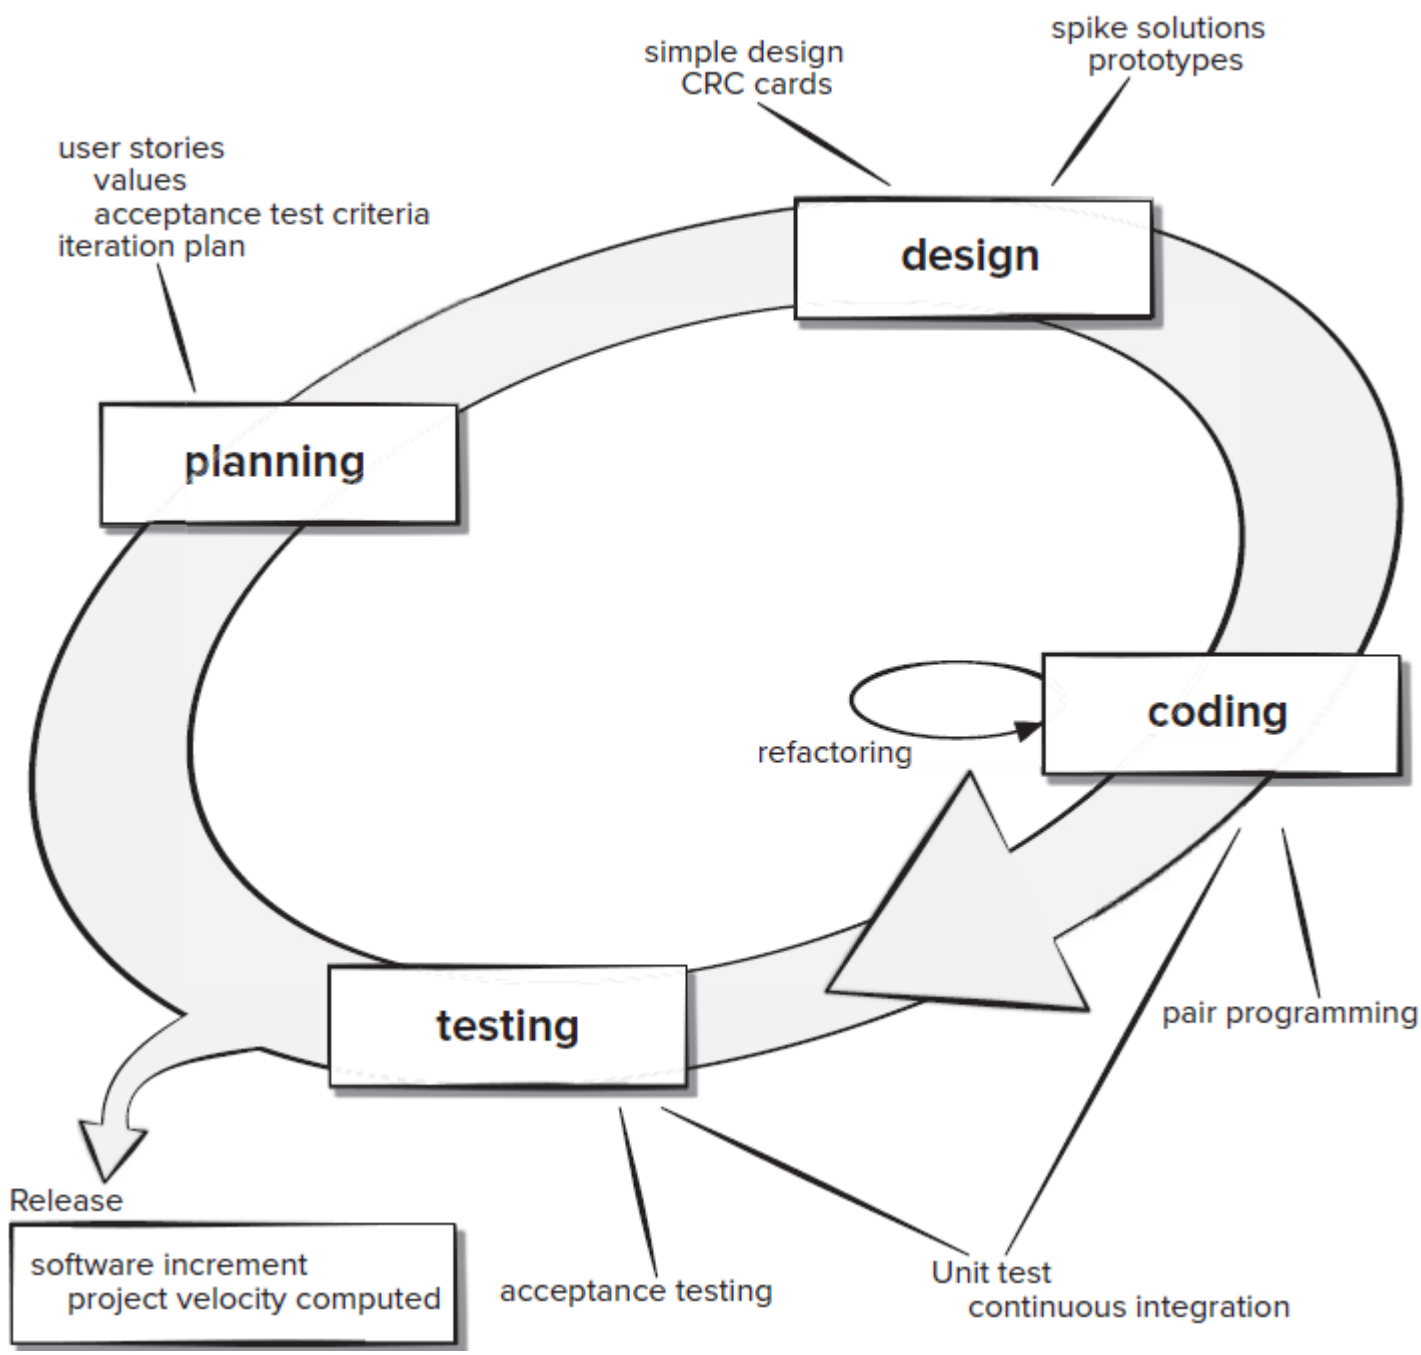 spike solutions
prototypes
simple design
CRC cards
user stories
values
acceptance test criteria
iteration plan
design
planning
coding
refactoring
pair programming
testing
Release
software increment
project velocity computed
acceptance testing
Unit test
continuous integration